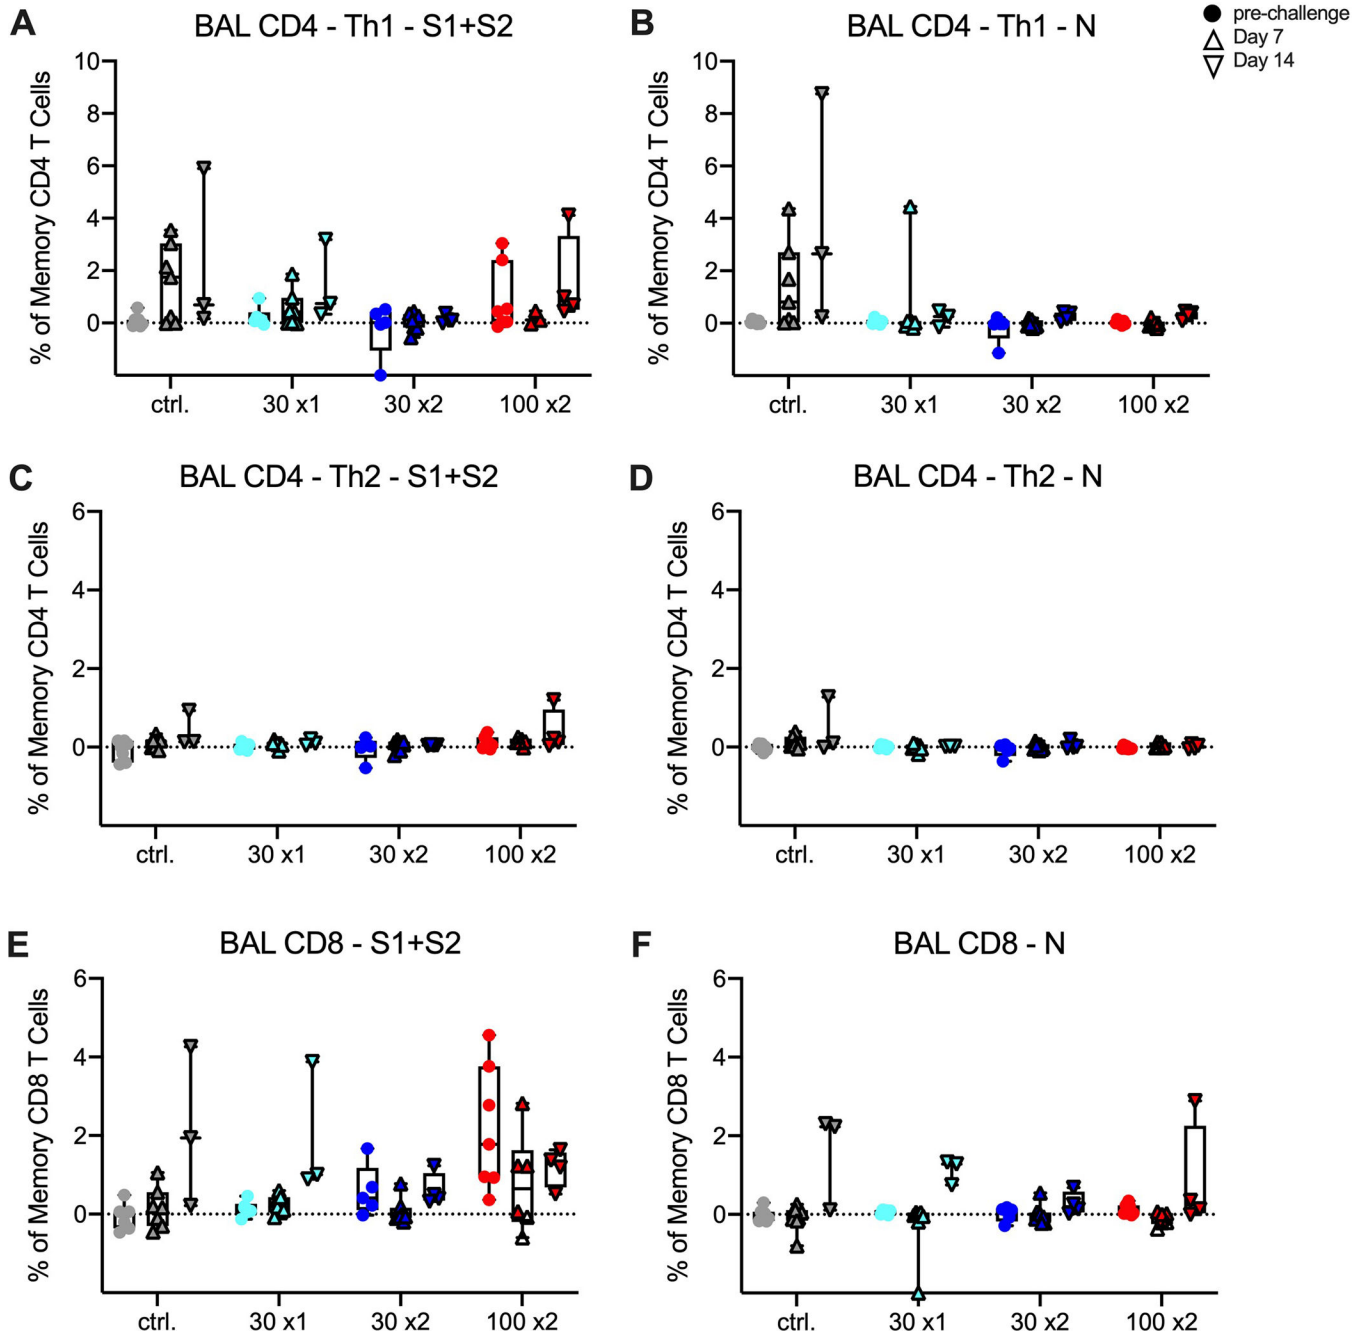 A
BAL CD4 - Th1 - S1+S2
% of Memory CD4 T Cells
10
8
6
4
2
0
ctrl.
30 x1
30 x2
100 x2
B
BAL CD4 - Th1 - N
pre-challenge
Day 7
Day 14
% of Memory CD4 T Cells
10
8
6
4
2
0
ctrl.
30 x1
30 x2
100 x2
C
BAL CD4 - Th2 - S1+S2
% of Memory CD4 T Cells
6
4
2
0
ctrl.
30 x1
30 x2
100 x2
D
BAL CD4 - Th2 - N
% of Memory CD4 T Cells
6
4
2
0
ctrl.
30 x1
30 x2
100 x2
E
BAL CD8 - S1+S2
% of Memory CD8 T Cells
6
4
2
0
ctrl.
30 x1
30 x2
100 x2
F
BAL CD8 - N
% of Memory CD8 T Cells
6
4
2
0
ctrl.
30 x1
30 x2
100 x2